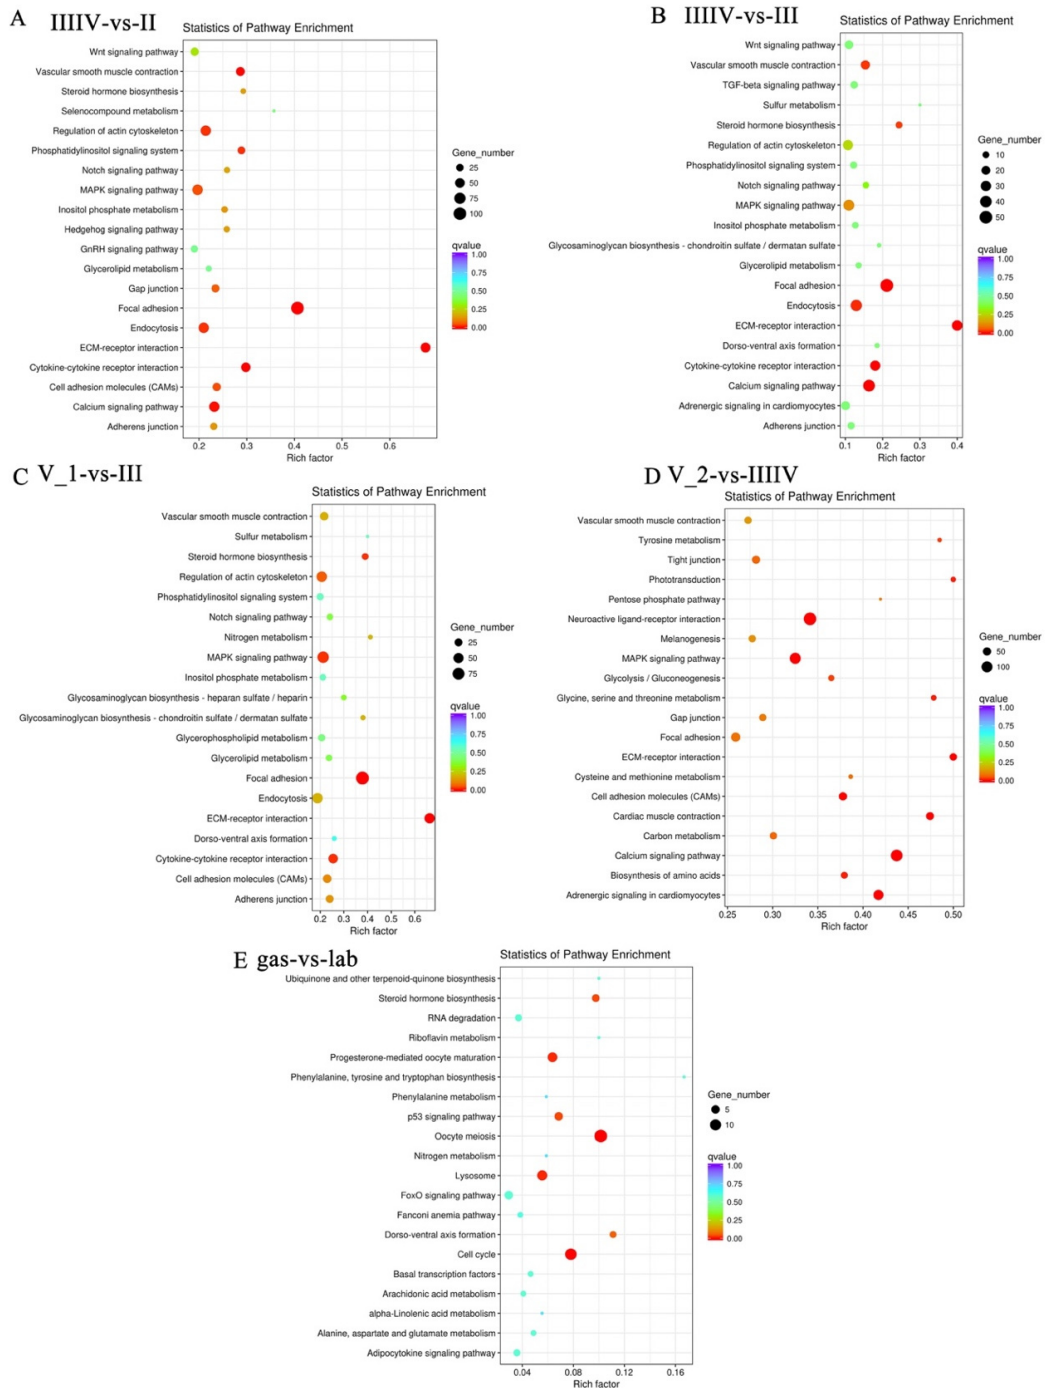 A IIIIV-vs-II
Statistics of Pathway Enrichment
Wnt signaling pathway
Vascular smooth muscle contraction
Steroid hormone biosynthesis
Selenocompound metabolism
Regulation of actin cytoskeleton
Phosphatidylinositol signaling system
Notch signaling pathway
MAPK signaling pathway
Inositol phosphate metabolism
Hedgehog signaling pathway
GnRH signaling pathway
Glycerolipid metabolism
Gap junction
Focal adhesion
Endocytosis
ECM-receptor interaction
Cytokine-cytokine receptor interaction
Cell adhesion molecules (CAMs)
Calcium signaling pathway
Adherens junction
0.2 0.3 0.4 0.5 0.6
Rich factor
Gene_number
25
50
75
100
qvalue
1.00
0.75
0.50
0.25
0.00
B IIIIV-vs-III
Statistics of Pathway Enrichment
Wnt signaling pathway
Vascular smooth muscle contraction
TGF-beta signaling pathway
Sulfur metabolism
Steroid hormone biosynthesis
Regulation of actin cytoskeleton
Phosphatidylinositol signaling system
Notch signaling pathway
MAPK signaling pathway
Inositol phosphate metabolism
Glycosaminoglycan biosynthesis - chondroitin sulfate / dermatan sulfate
Glycerolipid metabolism
Focal adhesion
Endocytosis
ECM-receptor interaction
Dorso-ventral axis formation
Cytokine-cytokine receptor interaction
Calcium signaling pathway
Adrenergic signaling in cardiomyocytes
Adherens junction
0.1 0.2 0.3 0.4
Rich factor
Gene_number
10
20
30
40
50
qvalue
1.00
0.75
0.50
0.25
0.00
C V_1-vs-III
Statistics of Pathway Enrichment
Vascular smooth muscle contraction
Sulfur metabolism
Steroid hormone biosynthesis
Regulation of actin cytoskeleton
Phosphatidylinositol signaling system
Notch signaling pathway
Nitrogen metabolism
MAPK signaling pathway
Inositol phosphate metabolism
Glycosaminoglycan biosynthesis - heparan sulfate / heparin
Glycosaminoglycan biosynthesis - chondroitin sulfate / dermatan sulfate
Glycerophospholipid metabolism
Glycerolipid metabolism
Focal adhesion
Endocytosis
ECM-receptor interaction
Dorso-ventral axis formation
Cytokine-cytokine receptor interaction
Cell adhesion molecules (CAMs)
Adherens junction
0.2 0.3 0.4 0.5 0.6
Rich factor
Gene_number
25
50
75
qvalue
1.00
0.75
0.50
0.25
0.00
D V_2-vs-IIIIV
Statistics of Pathway Enrichment
Vascular smooth muscle contraction
Tyrosine metabolism
Tight junction
Phototransduction
Pentose phosphate pathway
Neuroactive ligand-receptor interaction
Melanogenesis
MAPK signaling pathway
Glycolysis / Gluconeogenesis
Glycine, serine and threonine metabolism
Gap junction
Focal adhesion
ECM-receptor interaction
Cysteine and methionine metabolism
Cell adhesion molecules (CAMs)
Cardiac muscle contraction
Carbon metabolism
Calcium signaling pathway
Biosynthesis of amino acids
Adrenergic signaling in cardiomyocytes
0.25 0.30 0.35 0.40 0.45 0.50
Rich factor
Gene_number
50
100
qvalue
1.00
0.75
0.50
0.25
0.00
E gas-vs-lab
Statistics of Pathway Enrichment
Ubiquinone and other terpenoid-quinone biosynthesis
Steroid hormone biosynthesis
RNA degradation
Riboflavin metabolism
Progesterone-mediated oocyte maturation
Phenylalanine, tyrosine and tryptophan biosynthesis
Phenylalanine metabolism
p53 signaling pathway
Oocyte meiosis
Nitrogen metabolism
Lysosome
FoxO signaling pathway
Fanconi anemia pathway
Dorso-ventral axis formation
Cell cycle
Basal transcription factors
Arachidonic acid metabolism
alpha-Linolenic acid metabolism
Alanine, aspartate and glutamate metabolism
Adipocytokine signaling pathway
0.04 0.08 0.12 0.16
Rich factor
Gene_number
5
10
qvalue
1.00
0.75
0.50
0.25
0.00